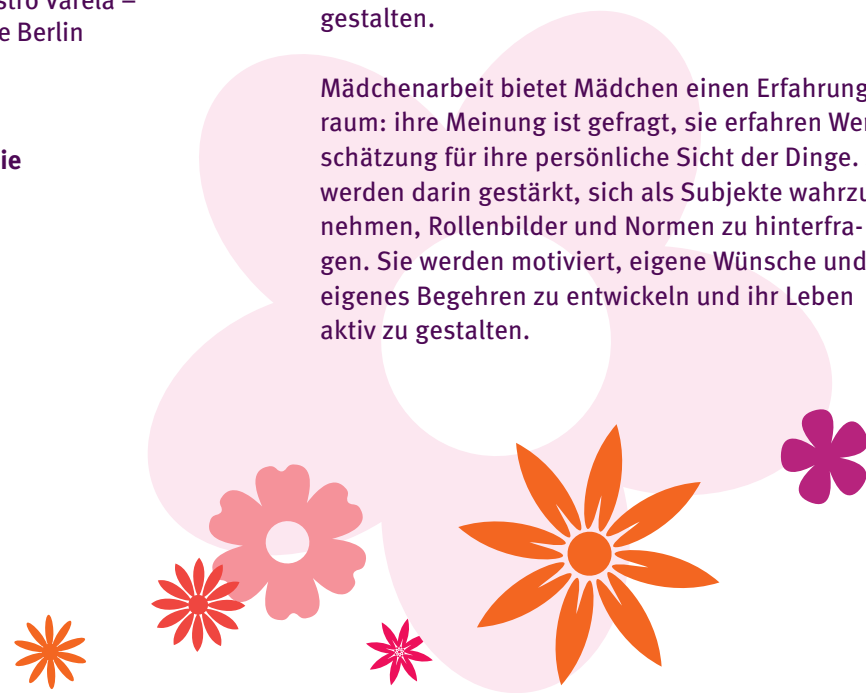 stro Varela –
e Berlin
ie
gestalten.
Mädchenarbeit bietet Mädchen einen Erfahrung
raum: ihre Meinung ist gefragt, sie erfahren Wer
schätzung für ihre persönliche Sicht der Dinge.
werden darin gestärkt, sich als Subjekte wahrzu
nehmen, Rollenbilder und Normen zu hinterfra-
gen. Sie werden motiviert, eigene Wünsche und
eigenes Begehren zu entwickeln und ihr Leben
aktiv zu gestalten.